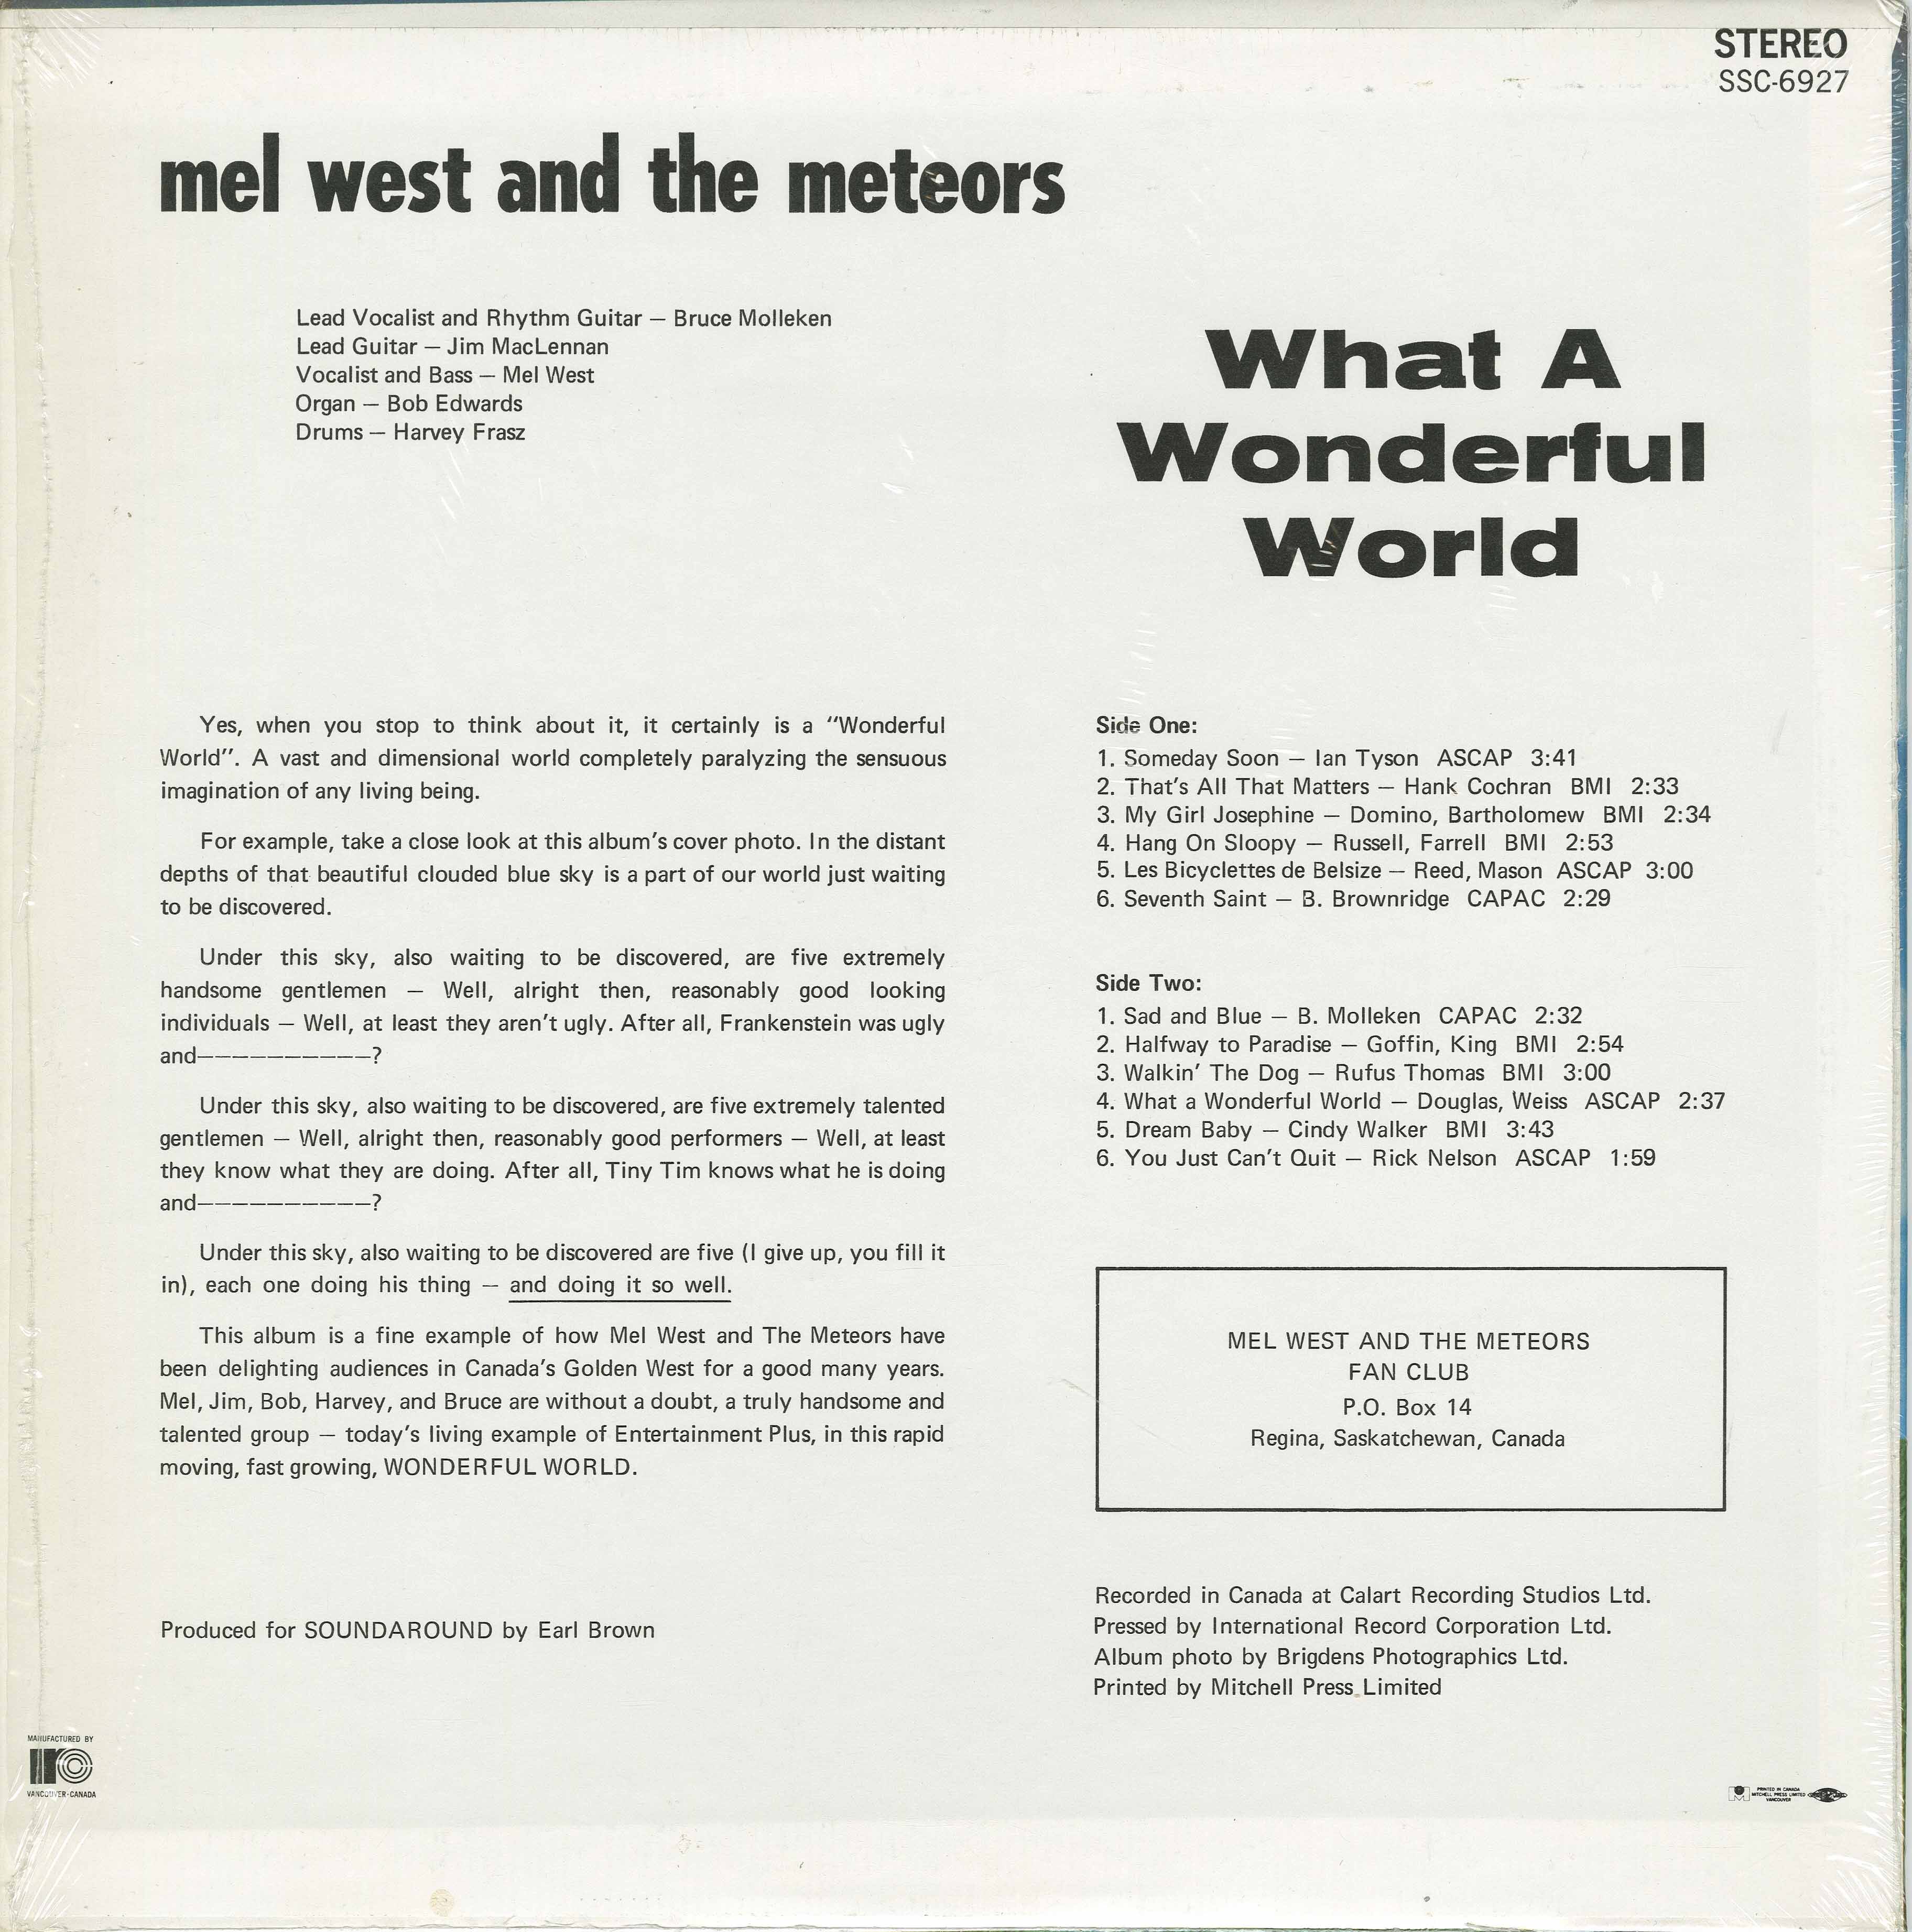 STEREO
SSC-6927
mel west and the meteors
Lead Vocalist and Rhythm Guitar — Bruce Molleken
Lead Guitar — Jim MacLennan
Vocalist and Bass — Mel West
Organ — Bob Edwards
Drums — Harvey Frasz
What A
Wonderful
World
Yes, when you stop to think about it, it certainly is a "Wonderful
World". A vast and dimensional world completely paralyzing the sensuous
imagination of any living being.
For example, take a close look at this album's cover photo. In the distant
depths of that beautiful clouded blue sky is a part of our world just waiting
to be discovered.
Under this sky, also waiting to be discovered, are five extremely
handsome gentlemen — Well, alright then, reasonably good looking
individuals — Well, at least they aren't ugly. After all, Frankenstein was ugly
and——————————?
Under this sky, also waiting to be discovered, are five extremely talented
gentlemen — Well, alright then, reasonably good performers — Well, at least
they know what they are doing. After all, Tiny Tim knows what he is doing
and——————————?
Under this sky, also waiting to be discovered are five (I give up, you fill it
in), each one doing his thing — and doing it so well.
This album is a fine example of how Mel West and The Meteors have
been delighting audiences in Canada's Golden West for a good many years.
Mel, Jim, Bob, Harvey, and Bruce are without a doubt, a truly handsome and
talented group — today's living example of Entertainment Plus, in this rapid
moving, fast growing, WONDERFUL WORLD.
Produced for SOUNDAROUND by Earl Brown
Side One:
1. Someday Soon — Ian Tyson ASCAP 3:41
2. That's All That Matters — Hank Cochran BMI 2:33
3. My Girl Josephine — Domino, Bartholomew BMI 2:34
4. Hang On Sloopy — Russell, Farrell BMI 2:53
5. Les Bicyclettes de Belsize — Reed, Mason ASCAP 3:00
6. Seventh Saint — B. Brownridge CAPAC 2:29
Side Two:
1. Sad and Blue — B. Molleken CAPAC 2:32
2. Halfway to Paradise — Goffin, King BMI 2:54
3. Walkin' The Dog — Rufus Thomas BMI 3:00
4. What a Wonderful World — Douglas, Weiss ASCAP 2:37
5. Dream Baby — Cindy Walker BMI 3:43
6. You Just Can't Quit — Rick Nelson ASCAP 1:59
MEL WEST AND THE METEORS
FAN CLUB
P.O. Box 14
Regina, Saskatchewan, Canada
Recorded in Canada at Calart Recording Studios Ltd.
Pressed by International Record Corporation Ltd.
Album photo by Brigdens Photographics Ltd.
Printed by Mitchell Press Limited
MANUFACTURED BY
VANCOUVER-CANADA
PRINTED IN CANADA
MITCHELL PRESS LIMITED
VANCOUVER